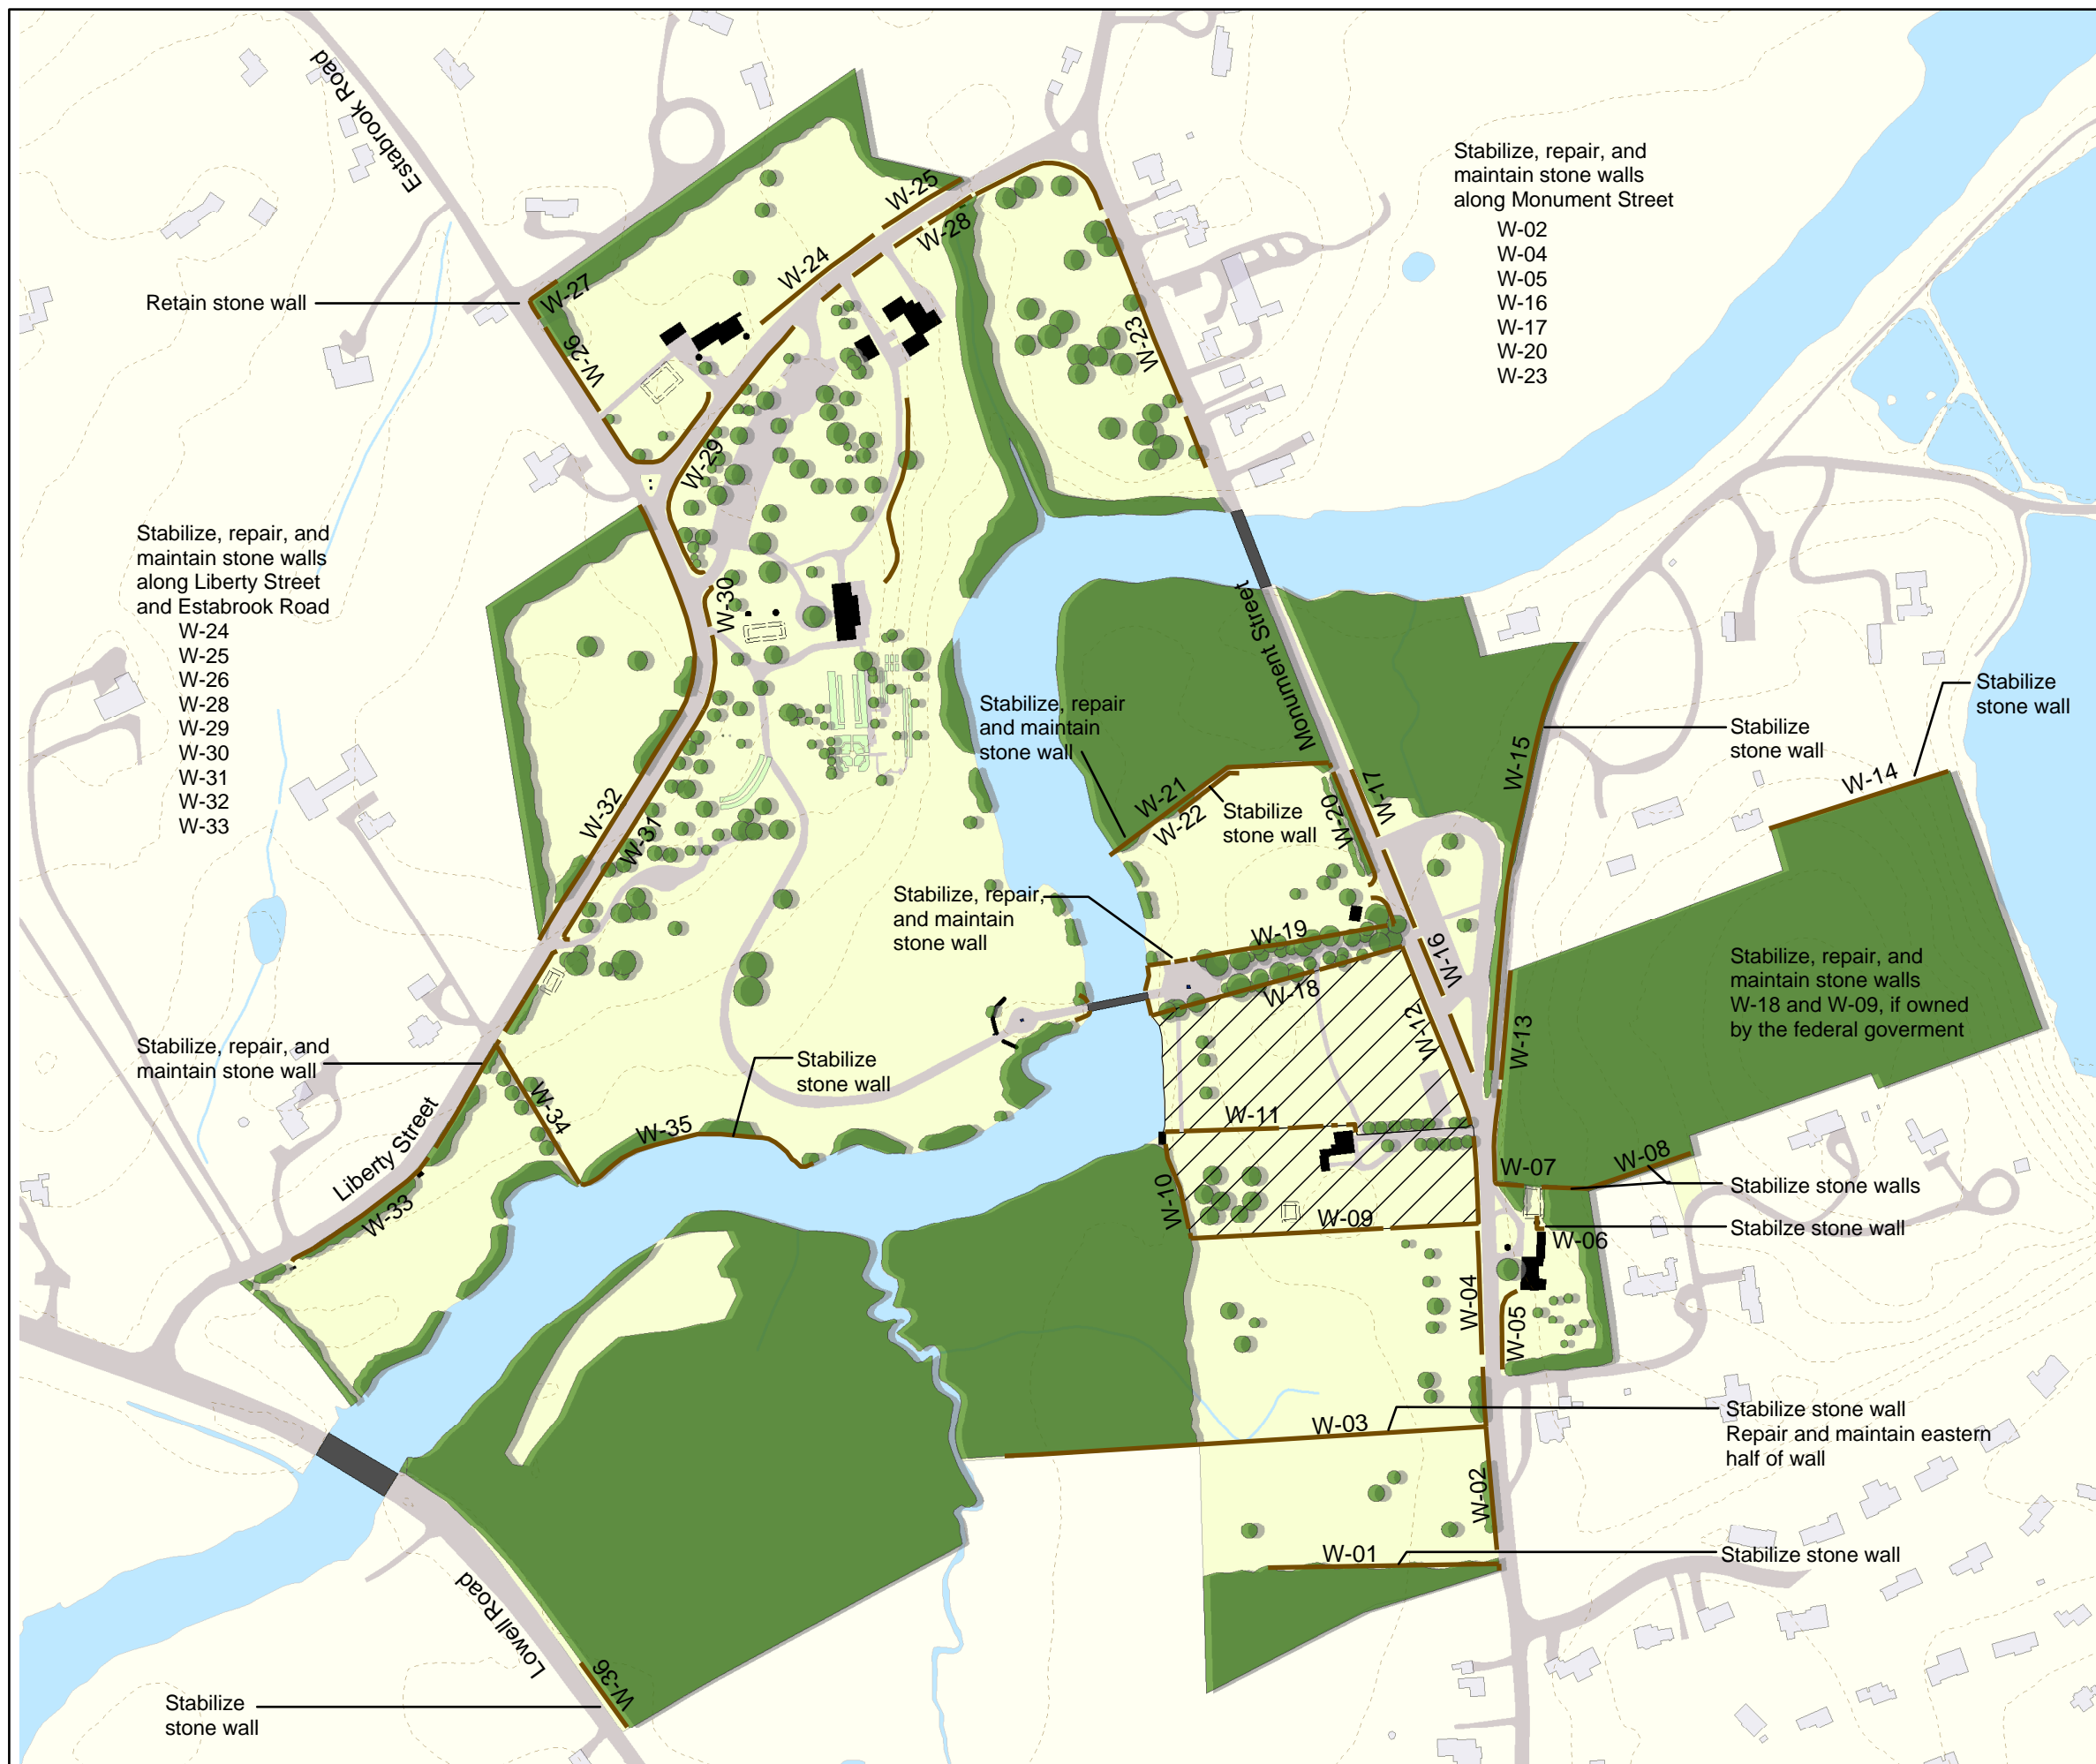 Estabrook Road
Stabilize, repair, and
maintain stone walls
along Monument Street
W-02
W-04
W-05
W-16
W-17
W-20
W-23
W-25
W-28
W-24
W-27
Retain stone wall
W-26
W-23
W-29
Stabilize, repair, and
maintain stone walls
along Liberty Street
and Estabrook Road
W-24
W-25
W-26
W-28
W-29
W-30
W-31
W-32
W-33
W-30
Monument Street
Stabilize, repair
and maintain
stone wall
Stabilize
stone wall
Stabilize
stone wall
W-15
W-14
W-21
W-22
Stabilize
stone wall
W-20
W-17
W-32
W-31
Stabilize, repair,
and maintain
stone wall
W-19
W-18
W-16
W-12
W-13
Stabilize, repair, and
maintain stone walls
W-18 and W-09, if owned
by the federal goverment
Stabilize, repair, and
maintain stone wall
Stabilize
stone wall
W-34
W-35
W-11
Liberty Street
W-33
W-10
W-09
W-07
W-08
Stabilize stone walls
Stabilze stone wall
W-06
W-04
W-05
W-03
Stabilize stone wall
Repair and maintain eastern
half of wall
W-02
W-01
Stabilize stone wall
Lowell Road
W-36
Stabilize
stone wall